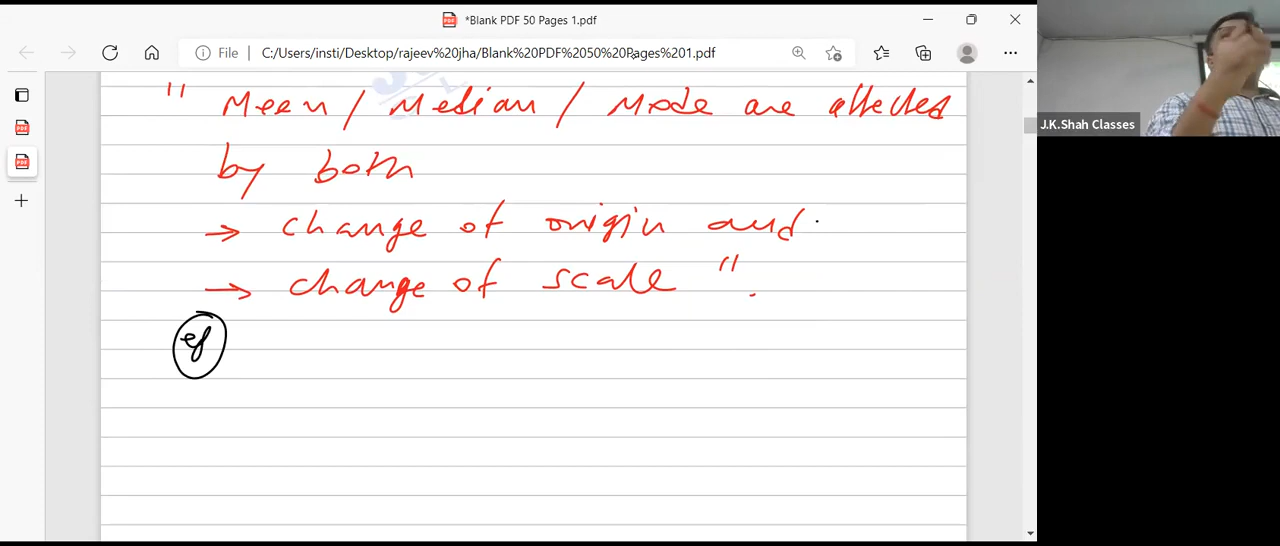 *Blank PDF 50 Pages 1.pdf
File C:/Users/insti/Desktop/rajeev%20jha/Blank%20PDF%2050%20Pages%201.pdf
J.K.Shah Classes
" Mean / Median / Mode are affected
by both
→ change of origin and
→ change of scale ".
eg